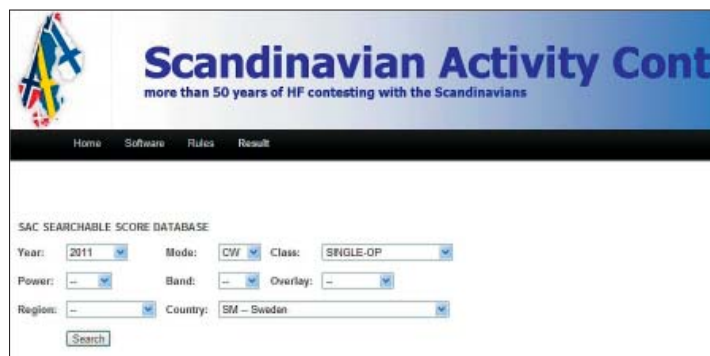 Scandinavian Activity Cont
more than 50 years of HF contesting with the Scandinavians
Home Software Rules Result
SAC SEARCHABLE SCORE DATABASE
Year: 2011 Mode: CW Class: SINGLE-OP
Power: -- Band: -- Overlay: --
Region: -- Country: SM -- Sweden
Search